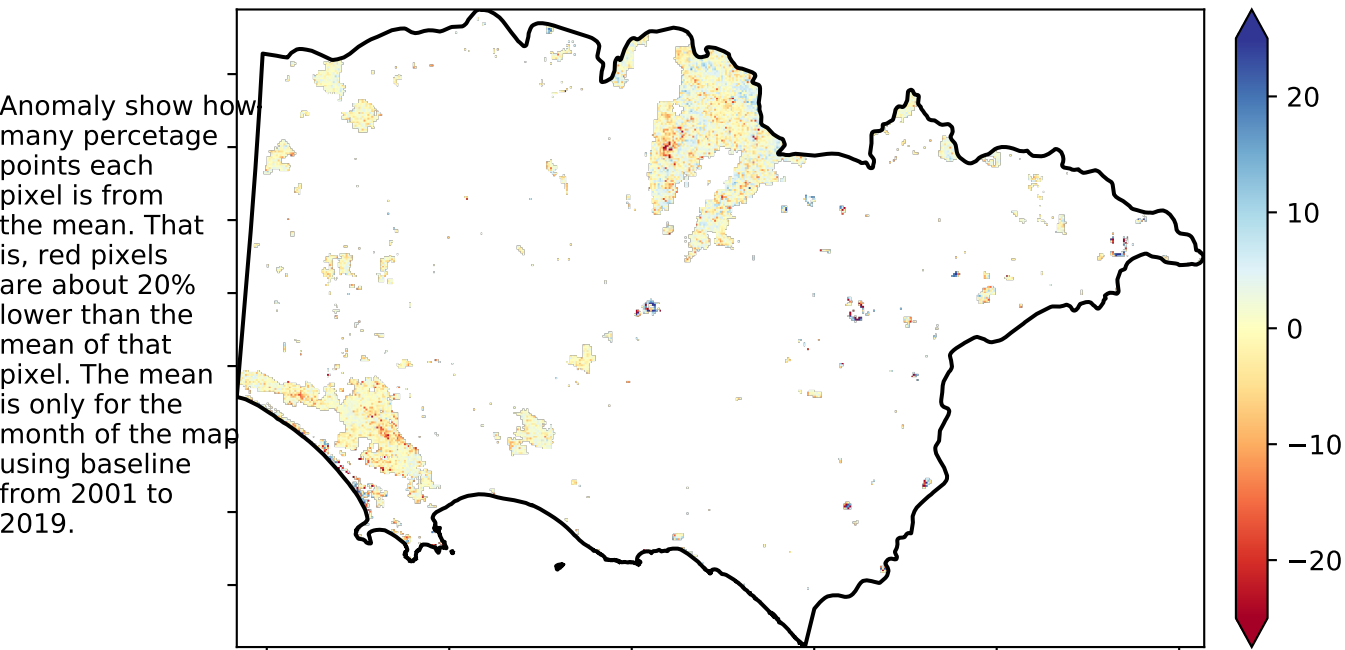 Anomaly show how
many percetage
points each
pixel is from
the mean. That
is, red pixels
are about 20%
lower than the
mean of that
pixel. The mean
is only for the
month of the map
using baseline
from 2001 to
2019.
20
10
0
−10
−20